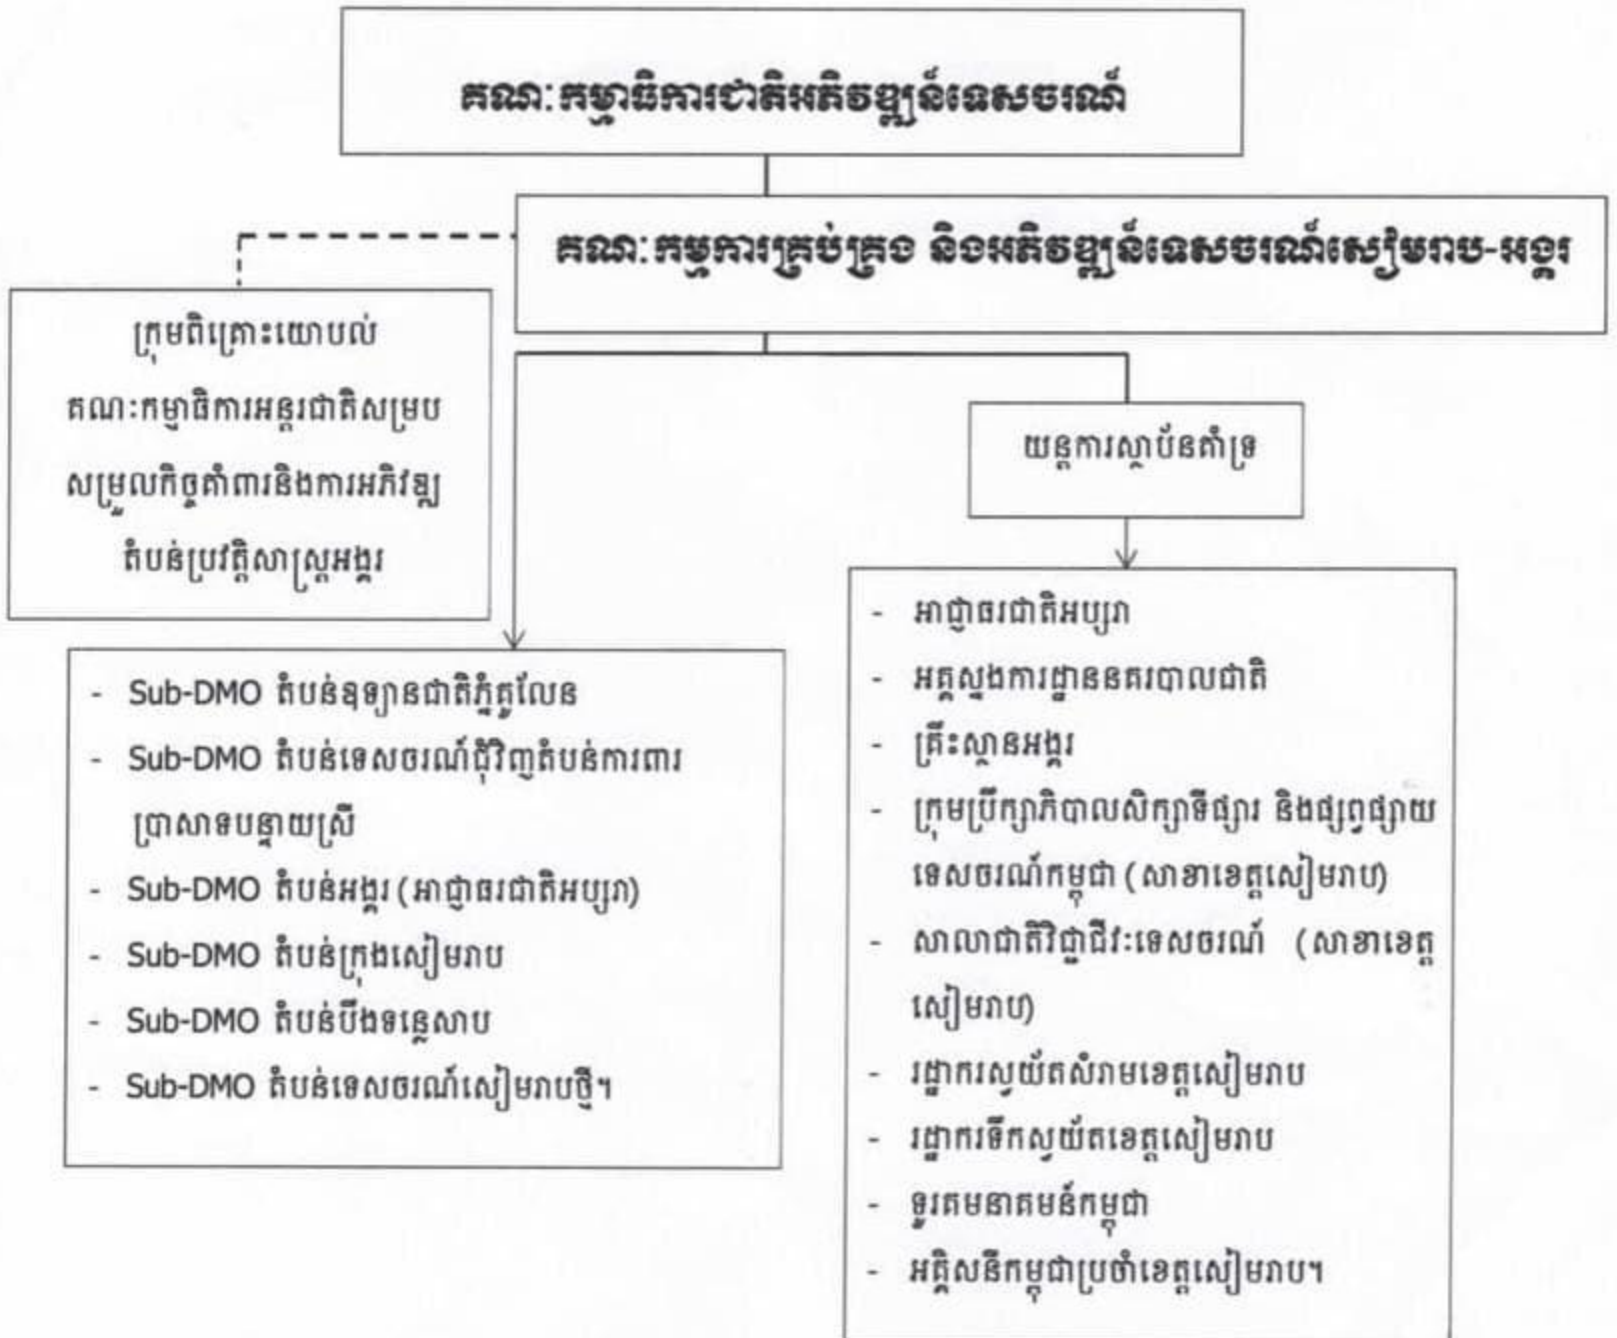 គណៈកម្មាធិការជាតិអភិវឌ្ឍន៍ទេសចរណ៍
គណៈកម្មការគ្រប់គ្រង និងអភិវឌ្ឍន៍ទេសចរណ៍សៀមរាប-អង្គរ
ក្រុមពិគ្រោះយោបល់
គណៈកម្មាធិការអន្តរជាតិសម្រប
សម្រួលកិច្ចគាំពារនិងការអភិវឌ្ឍ
តំបន់ប្រវត្តិសាស្ត្រអង្គរ
- Sub-DMO តំបន់ឧទ្យានជាតិភ្នំគូលែន
- Sub-DMO តំបន់ទេសចរណ៍ជុំវិញតំបន់ការពារ
ប្រាសាទបន្ទាយស្រី
- Sub-DMO តំបន់អង្គរ (អាជ្ញាធរជាតិអប្សរា)
- Sub-DMO តំបន់ក្រុងសៀមរាប
- Sub-DMO តំបន់បឹងទន្លេសាប
- Sub-DMO តំបន់ទេសចរណ៍សៀមរាបថ្មី។
យន្តការស្ថាប័នគាំទ្រ
- អាជ្ញាធរជាតិអប្សរា
- អគ្គស្នងការដ្ឋាននគរបាលជាតិ
- គ្រឹះស្ថានអង្គរ
- ក្រុមប្រឹក្សាភិបាលសិក្សាទីផ្សារ និងផ្សព្វផ្សាយ
ទេសចរណ៍កម្ពុជា (សាខាខេត្តសៀមរាប)
- សាលាជាតិវិជ្ជាជីវៈទេសចរណ៍ (សាខាខេត្ត
សៀមរាប)
- រដ្ឋាករស្វយ័តសំរាមខេត្តសៀមរាប
- រដ្ឋាករទឹកស្វយ័តខេត្តសៀមរាប
- ទូរគមនាគមន៍កម្ពុជា
- អគ្គិសនីកម្ពុជាប្រចាំខេត្តសៀមរាប។